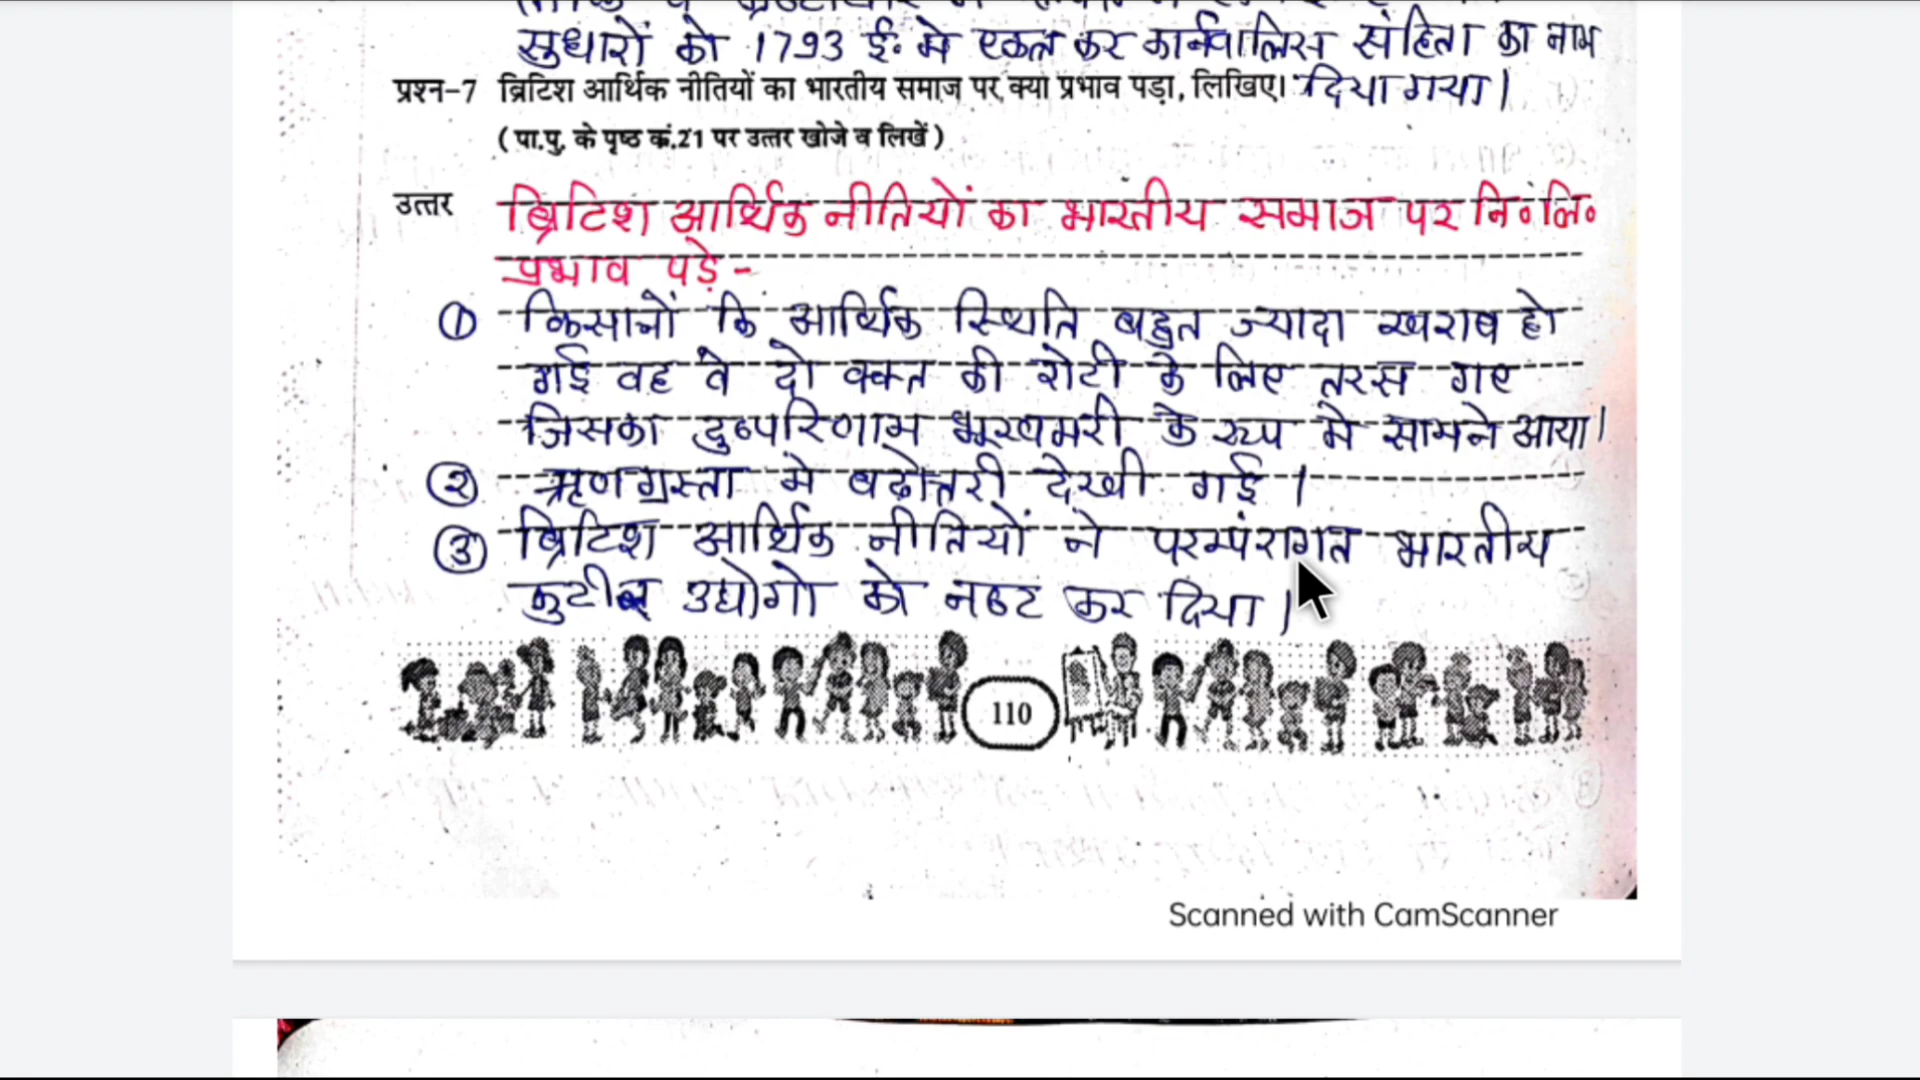 सुधारों को 1793 ई. मे एकत्र कर कार्नवालिस संहिता का नाम
प्रश्न-7 ब्रिटिश आर्थिक नीतियों का भारतीय समाज पर क्या प्रभाव पड़ा, लिखिए। दिया गया।
( पा.पु. के पृष्ठ कं.21 पर उत्तर खोजे व लिखें )
उत्तर ब्रिटिश आर्थिक नीतियों का भारतीय समाज पर नि०लि०
प्रभाव पड़े -
① किसानों कि आर्थिक स्थिति बहुत ज्यादा खराब हो
गई वह वे दो वक्त की रोटी के लिए तरस गए
जिसका दुष्परिणाम भूखमरी के रूप मे सामने आया।
② ऋणग्रस्ता मे बढ़ोत्तरी देखी गई ।
③ ब्रिटिश आर्थिक नीतियों ने परम्पंरागत भारतीय
कुटीर उद्योगो को नष्ट कर दिया।
110
Scanned with CamScanner